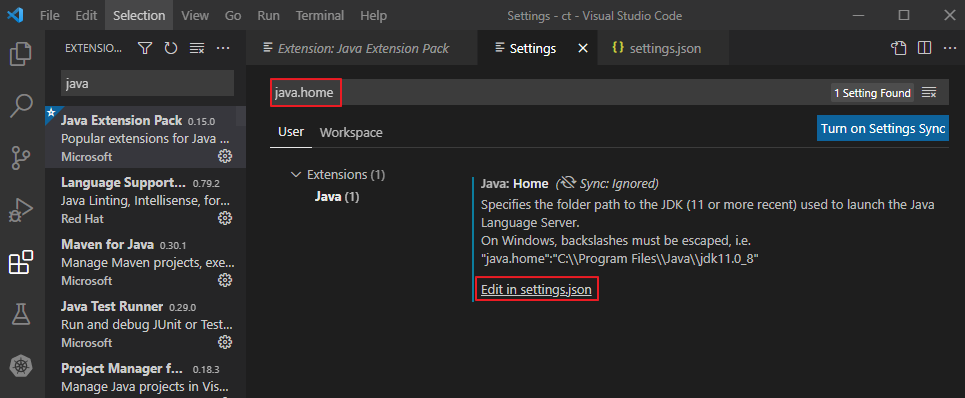 File Edit Selection View Go Run Terminal Help Settings - ct - Visual Studio Code
EXTENSIO...
java
Java Extension Pack 0.15.0
Popular extensions for Java ...
Microsoft
Language Support... 0.79.2
Java Linting, Intellisense, for...
Red Hat
Maven for Java 0.30.1
Manage Maven projects, exe...
Microsoft
Java Test Runner 0.29.0
Run and debug JUnit or Test...
Microsoft
Project Manager f... 0.18.3
Manage Java projects in Vis...
Microsoft
Extension: Java Extension Pack Settings {} settings.json
java.home 1 Setting Found
User Workspace Turn on Settings Sync
Extensions (1)
Java (1)
Java: Home (Sync: Ignored)
Specifies the folder path to the JDK (11 or more recent) used to launch the Java
Language Server.
On Windows, backslashes must be escaped, i.e.
"java.home":"C:\\Program Files\\Java\\jdk11.0_8"
Edit in settings.json